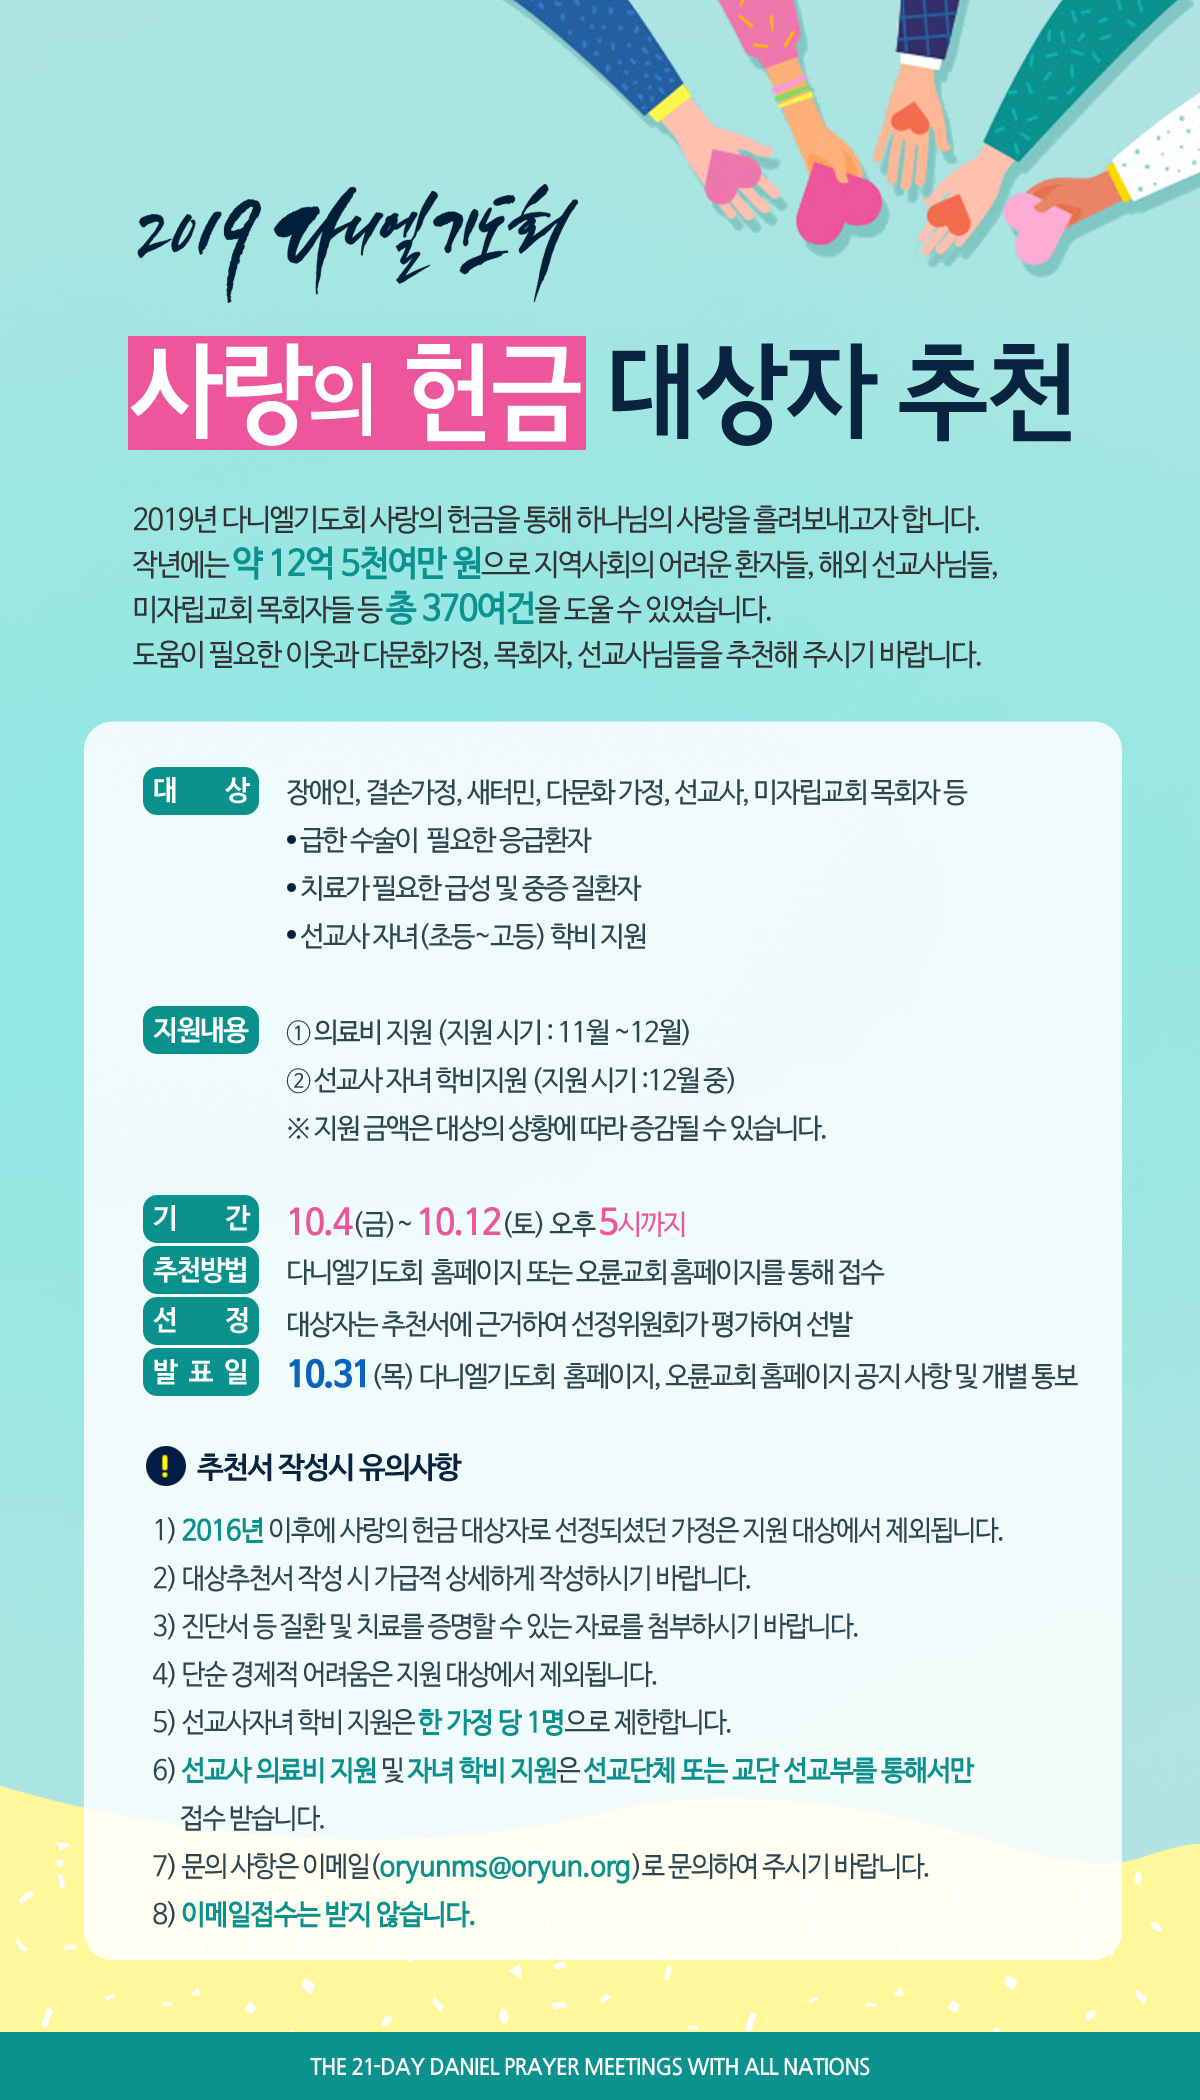 2019 다니엘기도회
사랑의 헌금 대상자 추천
2019년 다니엘기도회 사랑의 헌금을 통해 하나님의 사랑을 흘려보내고자 합니다.
작년에는 약 12억 5천여만 원으로 지역사회의 어려운 환자들, 해외 선교사님들,
미자립교회 목회자들 등 총 370여건을 도울 수 있었습니다.
도움이 필요한 이웃과 다문화가정, 목회자, 선교사님들을 추천해 주시기 바랍니다.
대 상 장애인, 결손가정, 새터민, 다문화 가정, 선교사, 미자립교회 목회자 등
• 급한 수술이 필요한 응급환자
• 치료가 필요한 급성 및 중증 질환자
• 선교사 자녀(초등~고등) 학비 지원
지원내용 ① 의료비 지원 (지원 시기 : 11월 ~12월)
② 선교사 자녀 학비지원 (지원 시기 :12월 중)
※ 지원 금액은 대상의 상황에 따라 증감될 수 있습니다.
기 간 10.4(금)~ 10.12(토) 오후 5시까지
추천방법 다니엘기도회 홈페이지 또는 오륜교회 홈페이지를 통해 접수
선 정 대상자는 추천서에 근거하여 선정위원회가 평가하여 선발
발 표 일 10.31(목) 다니엘기도회 홈페이지, 오륜교회 홈페이지 공지 사항 및 개별 통보
! 추천서 작성시 유의사항
1) 2016년 이후에 사랑의 헌금 대상자로 선정되셨던 가정은 지원 대상에서 제외됩니다.
2) 대상추천서 작성 시 가급적 상세하게 작성하시기 바랍니다.
3) 진단서 등 질환 및 치료를 증명할 수 있는 자료를 첨부하시기 바랍니다.
4) 단순 경제적 어려움은 지원 대상에서 제외됩니다.
5) 선교사자녀 학비 지원은 한 가정 당 1명으로 제한합니다.
6) 선교사 의료비 지원 및 자녀 학비 지원은 선교단체 또는 교단 선교부를 통해서만
접수 받습니다.
7) 문의 사항은 이메일(oryunms@oryun.org)로 문의하여 주시기 바랍니다.
8) 이메일접수는 받지 않습니다.
THE 21-DAY DANIEL PRAYER MEETINGS WITH ALL NATIONS